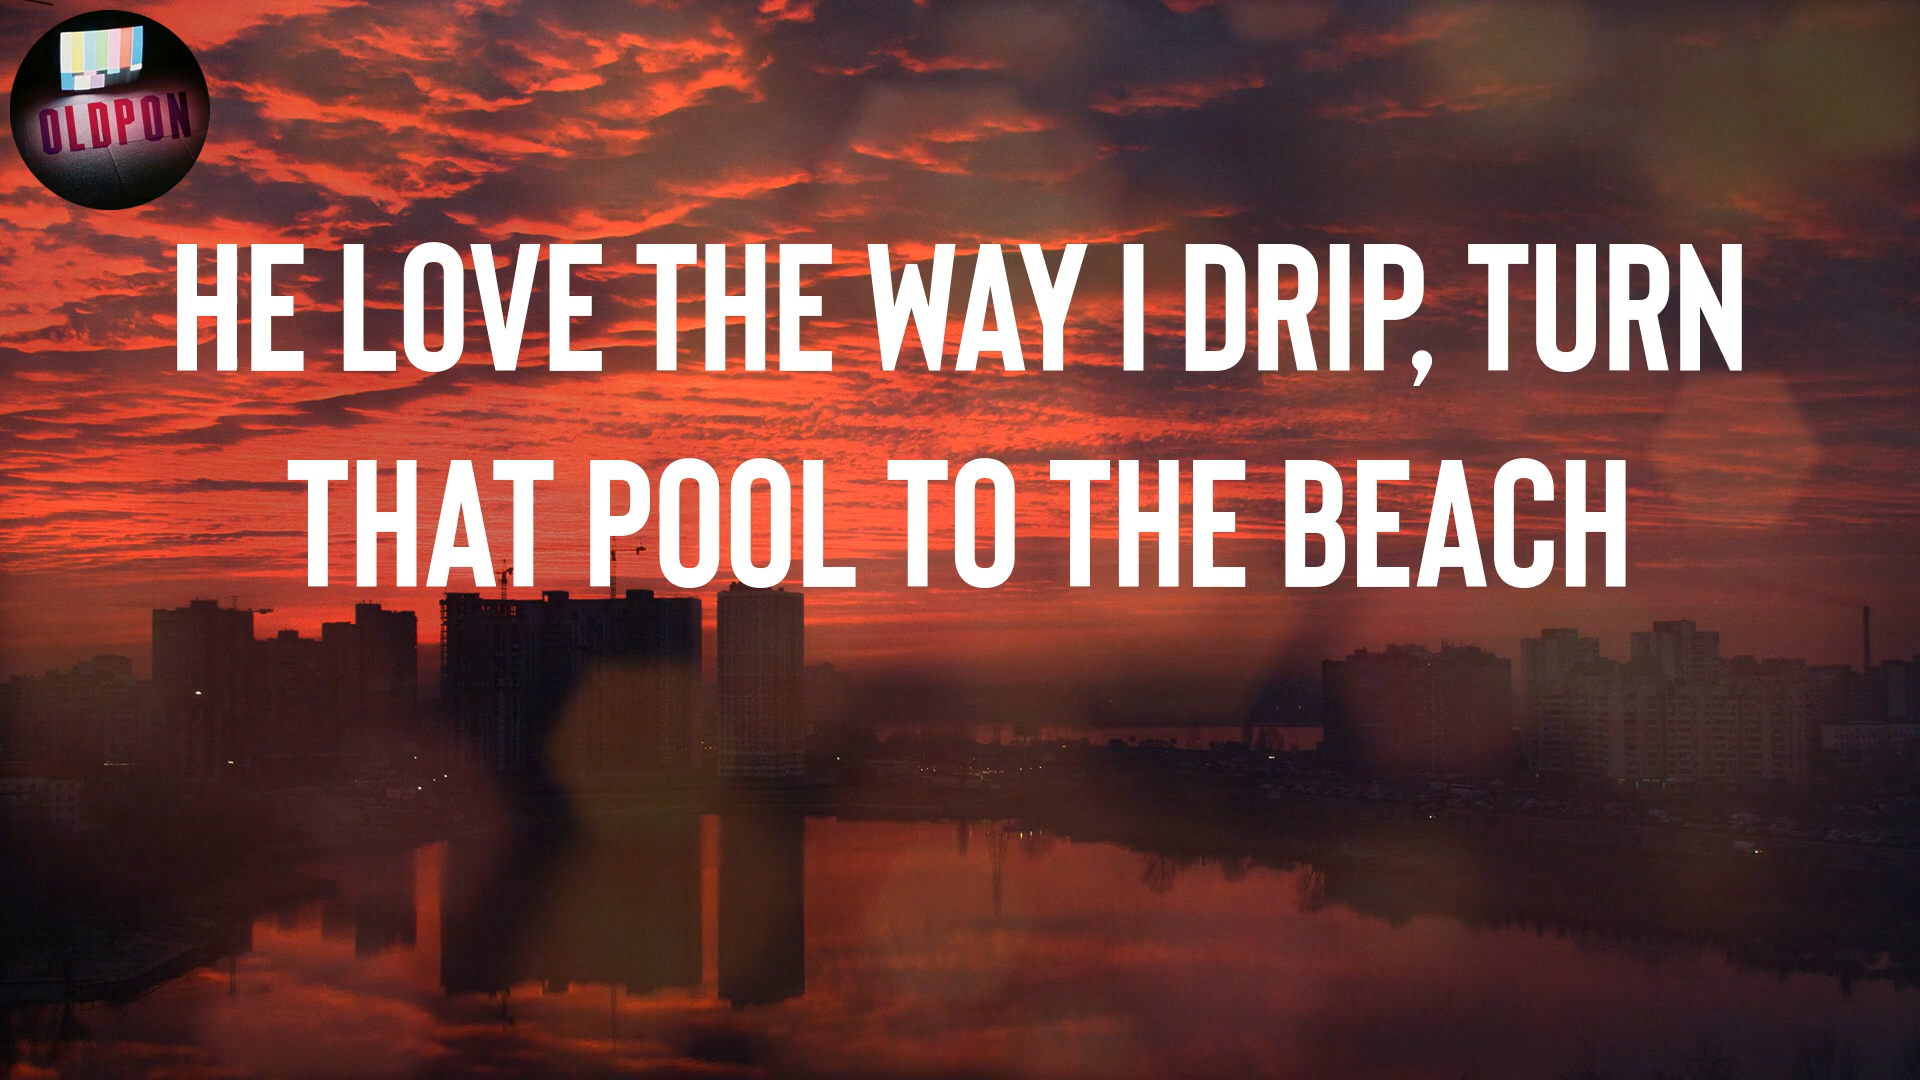 OLDPON
HE LOVE THE WAY I DRIP, TURN
THAT POOL TO THE BEACH